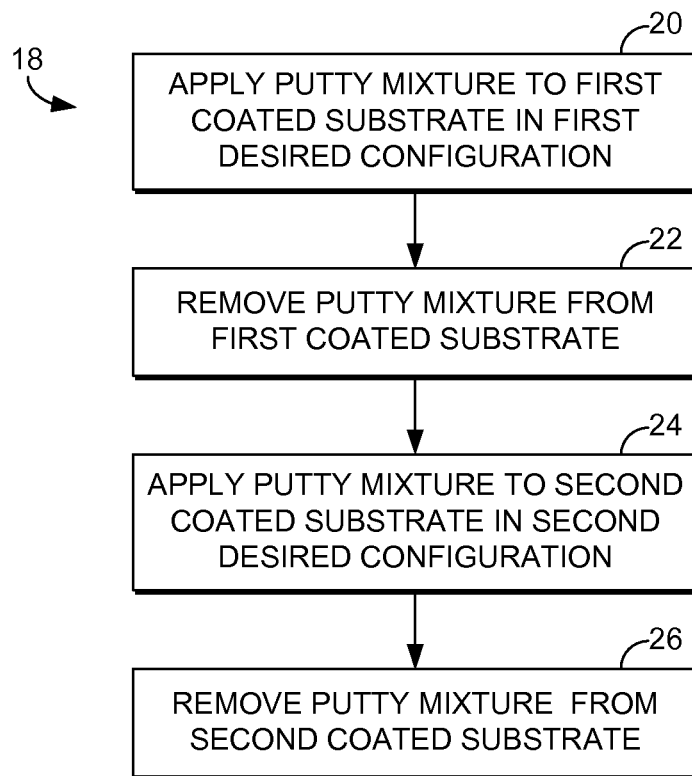 18
20
APPLY PUTTY MIXTURE TO FIRST
COATED SUBSTRATE IN FIRST
DESIRED CONFIGURATION
22
REMOVE PUTTY MIXTURE FROM
FIRST COATED SUBSTRATE
24
APPLY PUTTY MIXTURE TO SECOND
COATED SUBSTRATE IN SECOND
DESIRED CONFIGURATION
26
REMOVE PUTTY MIXTURE FROM
SECOND COATED SUBSTRATE